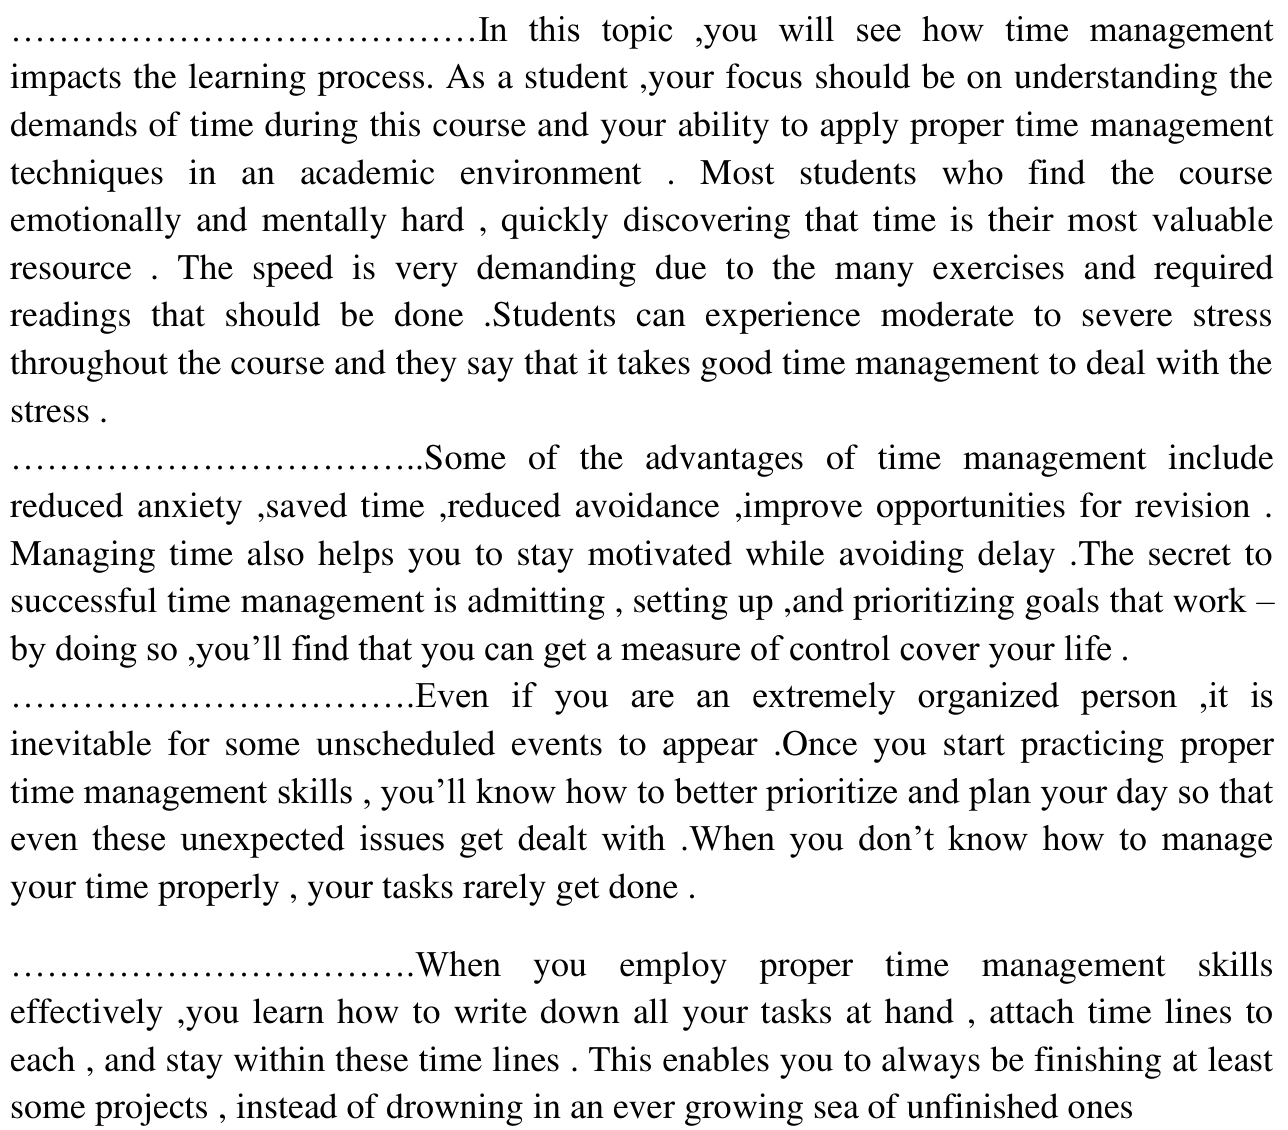 …………………………………In this topic ,you will see how time management
impacts the learning process. As a student ,your focus should be on understanding the
demands of time during this course and your ability to apply proper time management
techniques in an academic environment . Most students who find the course
emotionally and mentally hard , quickly discovering that time is their most valuable
resource . The speed is very demanding due to the many exercises and required
readings that should be done .Students can experience moderate to severe stress
throughout the course and they say that it takes good time management to deal with the
stress .
……………………………..Some of the advantages of time management include
reduced anxiety ,saved time ,reduced avoidance ,improve opportunities for revision .
Managing time also helps you to stay motivated while avoiding delay .The secret to
successful time management is admitting , setting up ,and prioritizing goals that work –
by doing so ,you’ll find that you can get a measure of control cover your life .
…………………………….Even if you are an extremely organized person ,it is
inevitable for some unscheduled events to appear .Once you start practicing proper
time management skills , you’ll know how to better prioritize and plan your day so that
even these unexpected issues get dealt with .When you don’t know how to manage
your time properly , your tasks rarely get done .
…………………………….When you employ proper time management skills
effectively ,you learn how to write down all your tasks at hand , attach time lines to
each , and stay within these time lines . This enables you to always be finishing at least
some projects , instead of drowning in an ever growing sea of unfinished ones